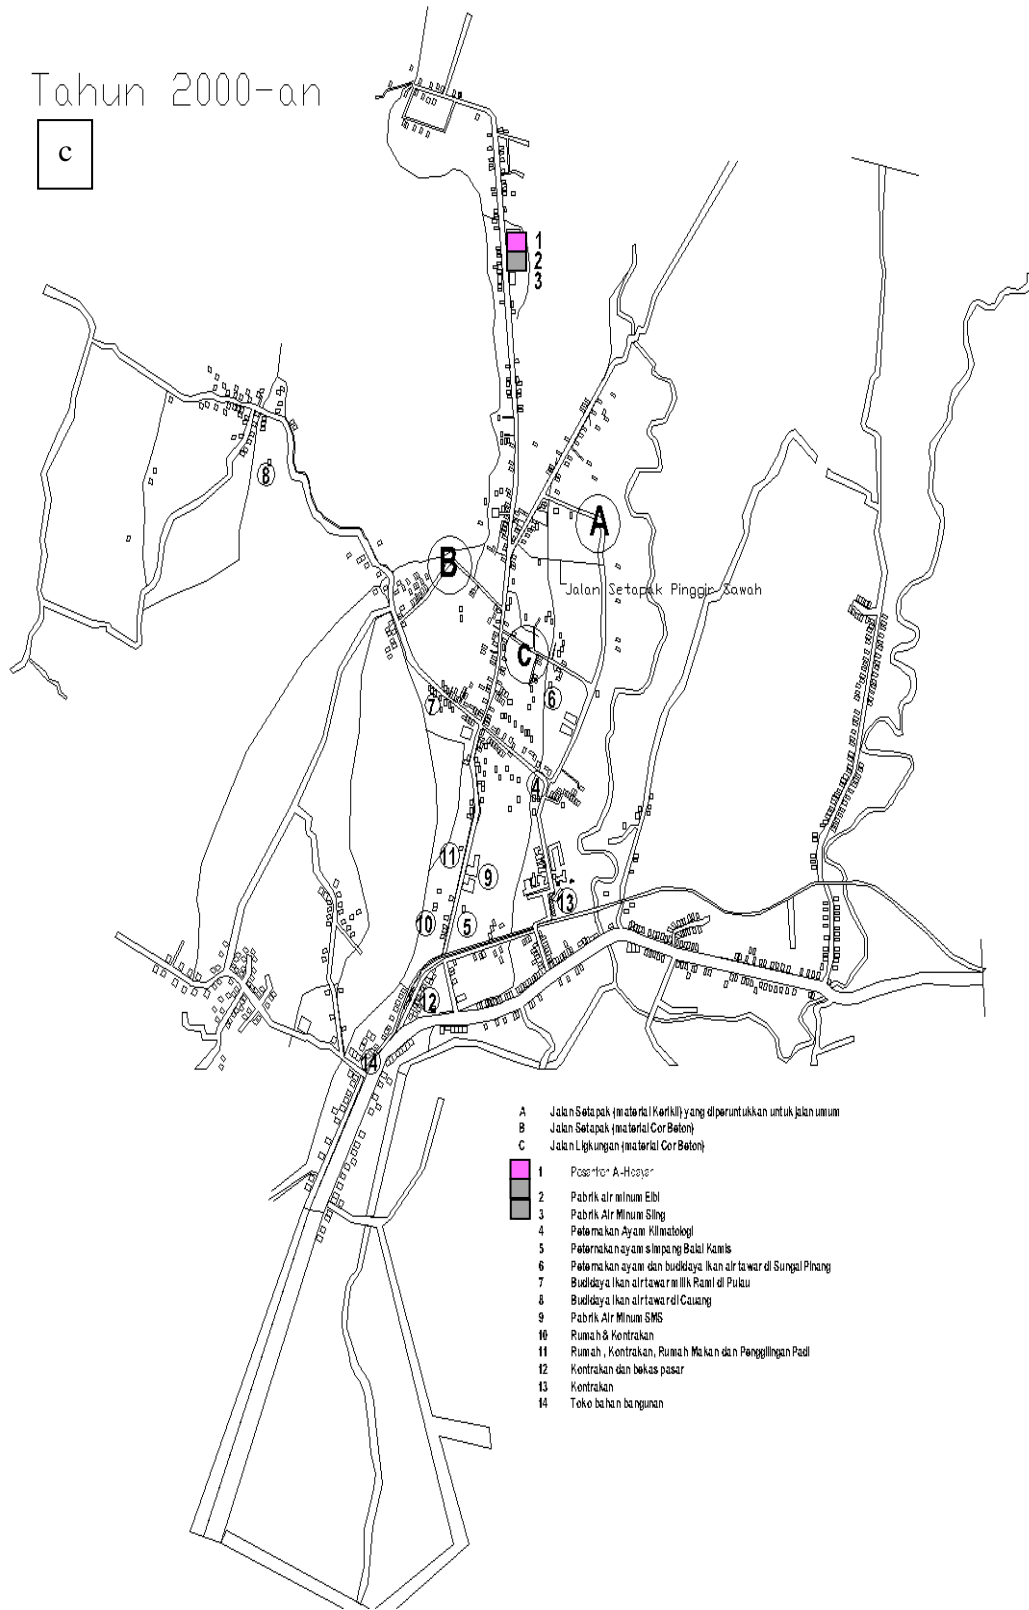 Tahun 2000-an
c
1
2
3
8
A
B
Jalan Setapak Pinggir Sawah
C
6
7
4
11
9
13
10
5
12
14
A Jalan Setapak (material Kerikil) yang diperuntukkan untuk jalan umum
B Jalan Setapak (material Cor Beton)
C Jalan Ligkungan (material Cor Beton)
1
2 Pabrik air minum Elbi
3 Pabrik Air Minum Sling
4 Peternakan Ayam Klimatologi
5 Peternakan ayam simpang Balai Kamis
6 Peternakan ayam dan budidaya ikan air tawar di Sungai Pinang
7 Budidaya ikan air tawar milik Rami di Pulau
8 Budidaya ikan air tawar di Cauang
9 Pabrik Air Minum SMS
10 Rumah & Kontrakan
11 Rumah , Kontrakan, Rumah Makan dan Penggilingan Padi
12 Kontrakan dan bekas pasar
13 Kontrakan
14 Toko bahan bangunan